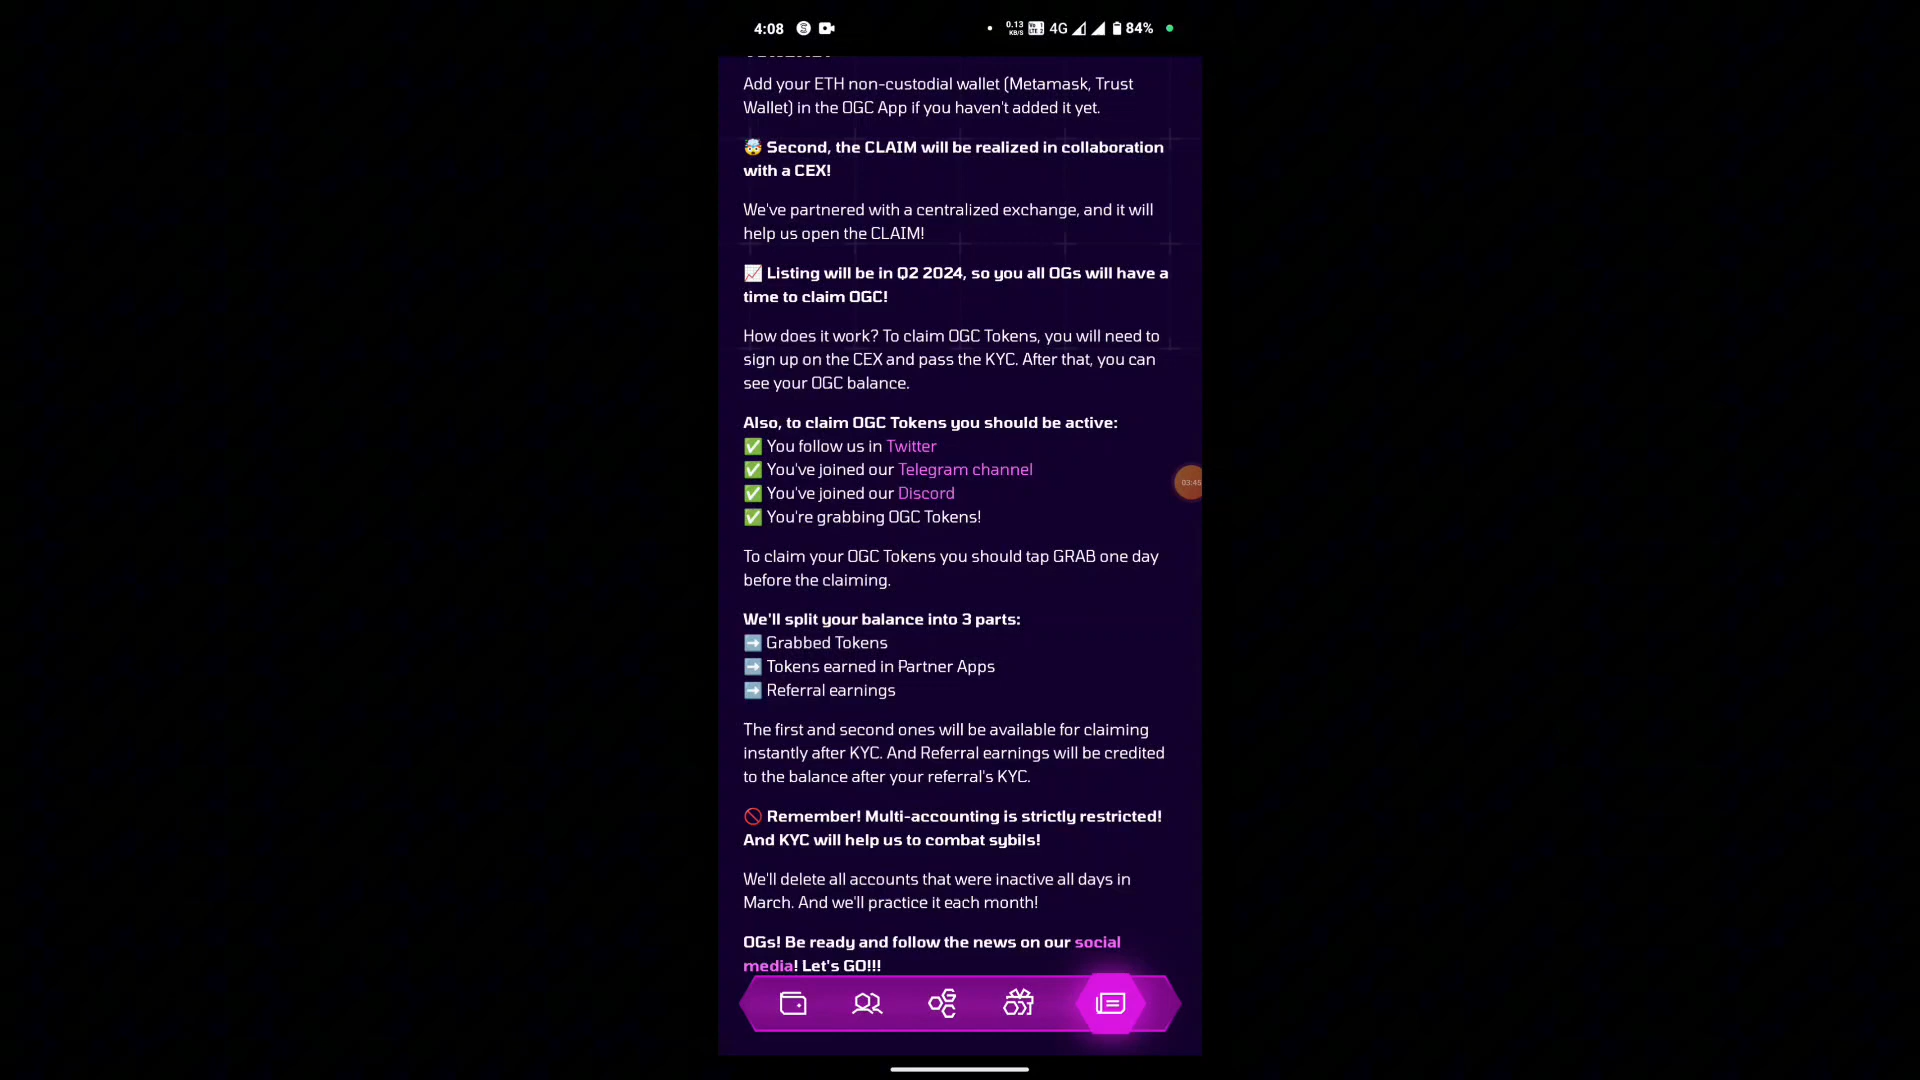 4:08
0.13 KB/S 4G 84%
Add your ETH non-custodial wallet (Metamask, Trust
Wallet) in the OGC App if you haven't added it yet.
🤯 Second, the CLAIM will be realized in collaboration
with a CEX!
We've partnered with a centralized exchange, and it will
help us open the CLAIM!
📈 Listing will be in Q2 2024, so you all OGs will have a
time to claim OGC!
How does it work? To claim OGC Tokens, you will need to
sign up on the CEX and pass the KYC. After that, you can
see your OGC balance.
Also, to claim OGC Tokens you should be active:
✅ You follow us in Twitter
✅ You've joined our Telegram channel
03:45
✅ You've joined our Discord
✅ You're grabbing OGC Tokens!
To claim your OGC Tokens you should tap GRAB one day
before the claiming.
We'll split your balance into 3 parts:
➡️ Grabbed Tokens
➡️ Tokens earned in Partner Apps
➡️ Referral earnings
The first and second ones will be available for claiming
instantly after KYC. And Referral earnings will be credited
to the balance after your referral's KYC.
🚫 Remember! Multi-accounting is strictly restricted!
And KYC will help us to combat sybils!
We'll delete all accounts that were inactive all days in
March. And we'll practice it each month!
OGs! Be ready and follow the news on our social
media! Let's GO!!!